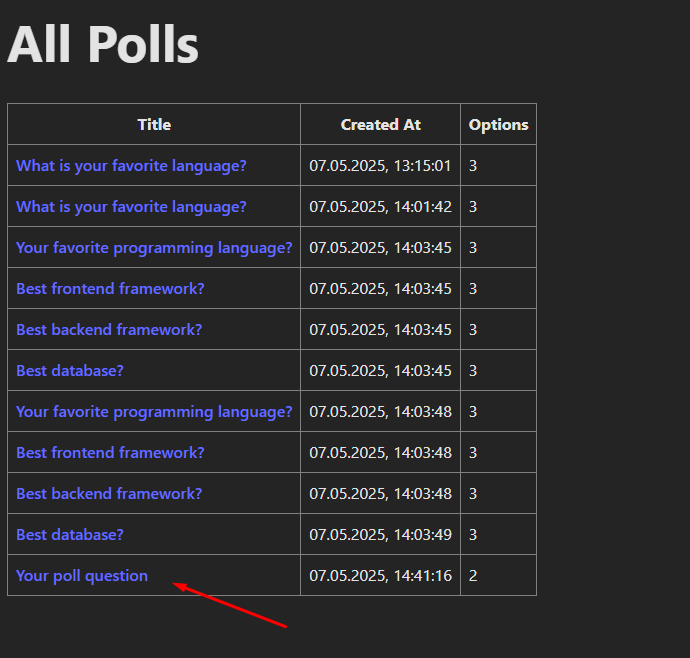 All Polls
Title Created At Options
What is your favorite language? 07.05.2025, 13:15:01 3
What is your favorite language? 07.05.2025, 14:01:42 3
Your favorite programming language? 07.05.2025, 14:03:45 3
Best frontend framework? 07.05.2025, 14:03:45 3
Best backend framework? 07.05.2025, 14:03:45 3
Best database? 07.05.2025, 14:03:45 3
Your favorite programming language? 07.05.2025, 14:03:48 3
Best frontend framework? 07.05.2025, 14:03:48 3
Best backend framework? 07.05.2025, 14:03:48 3
Best database? 07.05.2025, 14:03:49 3
Your poll question 07.05.2025, 14:41:16 2